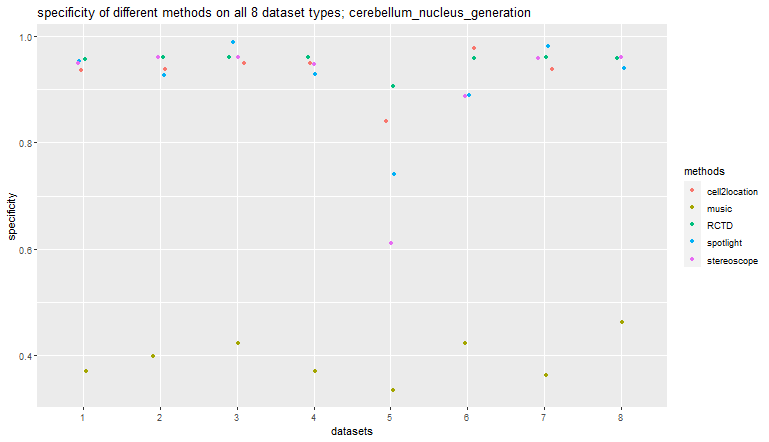 specificity of different methods on all 8 dataset types; cerebellum_nucleus_generation
1.0
0.8
0.6
0.4
specificity
1 2 3 4 5 6 7 8
datasets
methods
cell2location
music
RCTD
spotlight
stereoscope